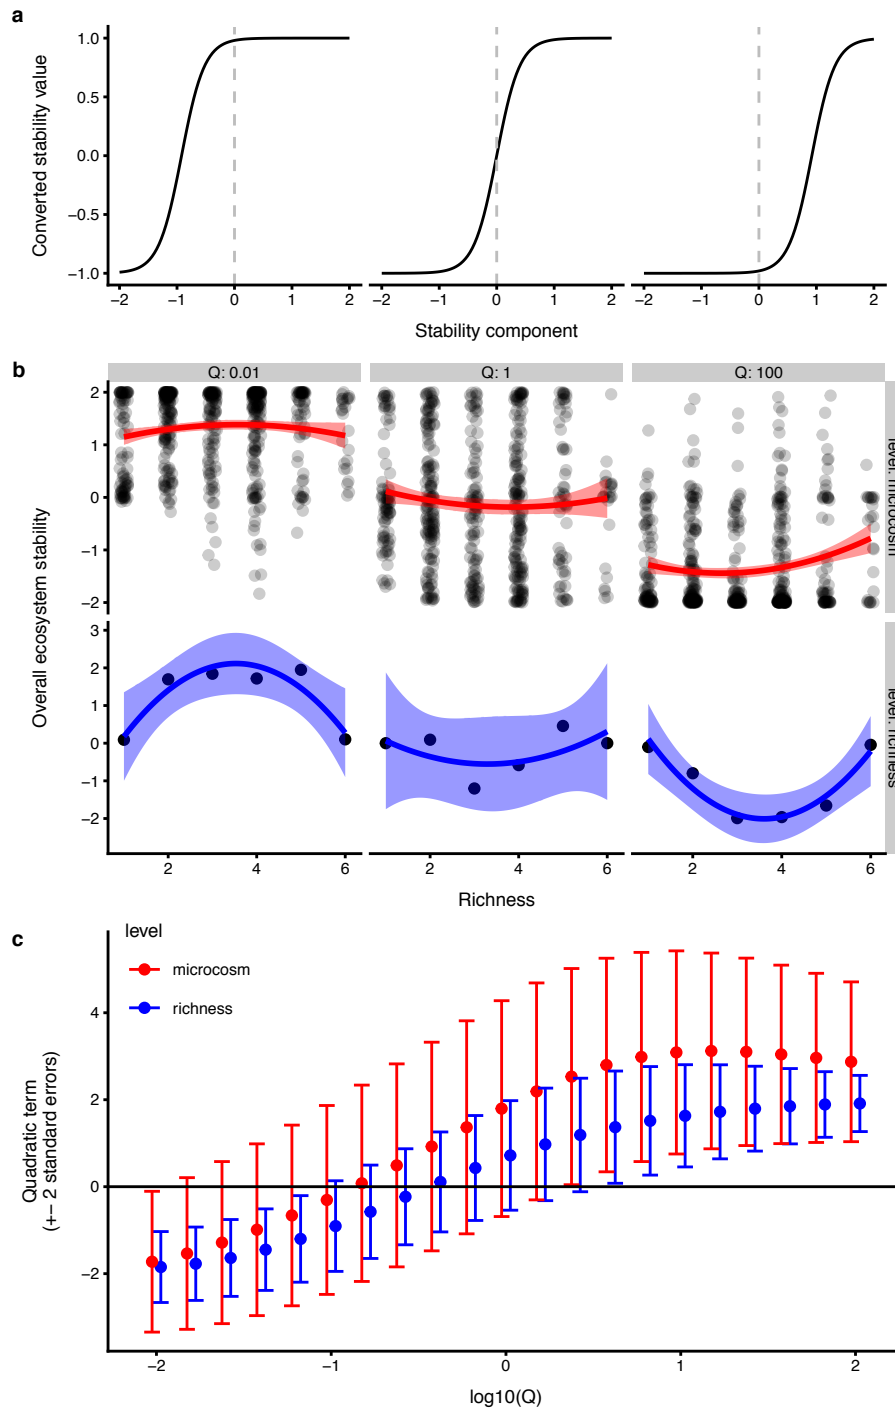 a
Converted stability value
1.0
0.5
0.0
−0.5
−1.0
−2 −1 0 1 2
−2 −1 0 1 2
−2 −1 0 1 2
Stability component
b
Q: 0.01 Q: 1 Q: 100
Overall ecosystem stability
2
1
0
−1
−2
level: microcosm
3
2
1
0
−1
−2
level: richness
2 4 6
2 4 6
2 4 6
Richness
c
level
microcosm
richness
Quadratic term
(+− 2 standard errors)
4
2
0
−2
−2 −1 0 1 2
log10(Q)